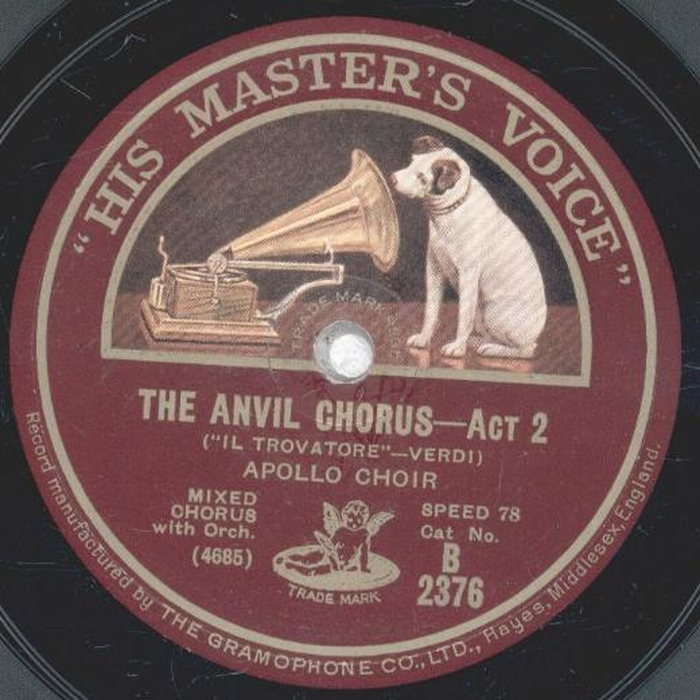 “HIS MASTER'S VOICE”
TRADE MARK
THE ANVIL CHORUS—ACT 2
("IL TROVATORE"—VERDI)
APOLLO CHOIR
MIXED
CHORUS
with Orch.
(4685)
SPEED 78
Cat No.
B
2376
TRADE MARK
Record manufactured by THE GRAMOPHONE CO., LTD., Hayes, Middlesex, England.